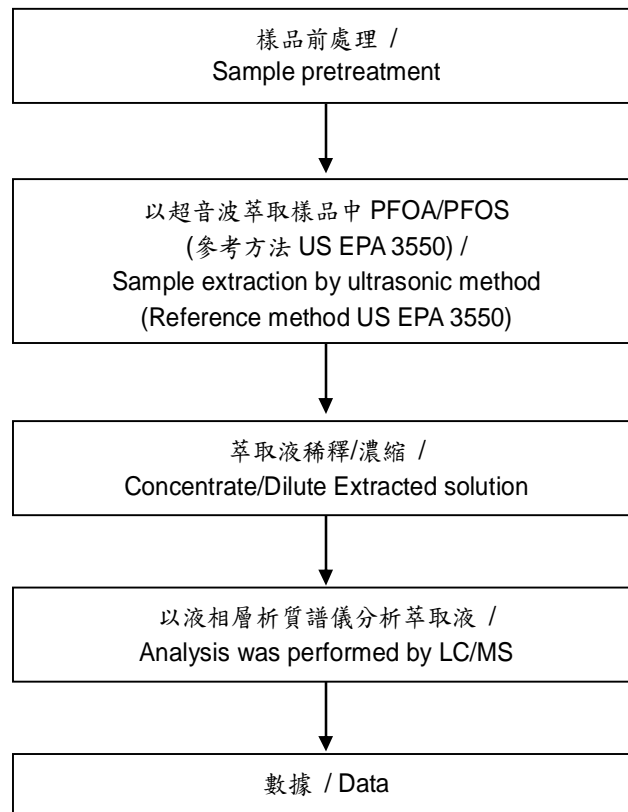 樣品前處理 /
Sample pretreatment
以超音波萃取樣品中 PFOA/PFOS
(參考方法 US EPA 3550) /
Sample extraction by ultrasonic method
(Reference method US EPA 3550)
萃取液稀釋/濃縮 /
Concentrate/Dilute Extracted solution
以液相層析質譜儀分析萃取液 /
Analysis was performed by LC/MS
數據 / Data